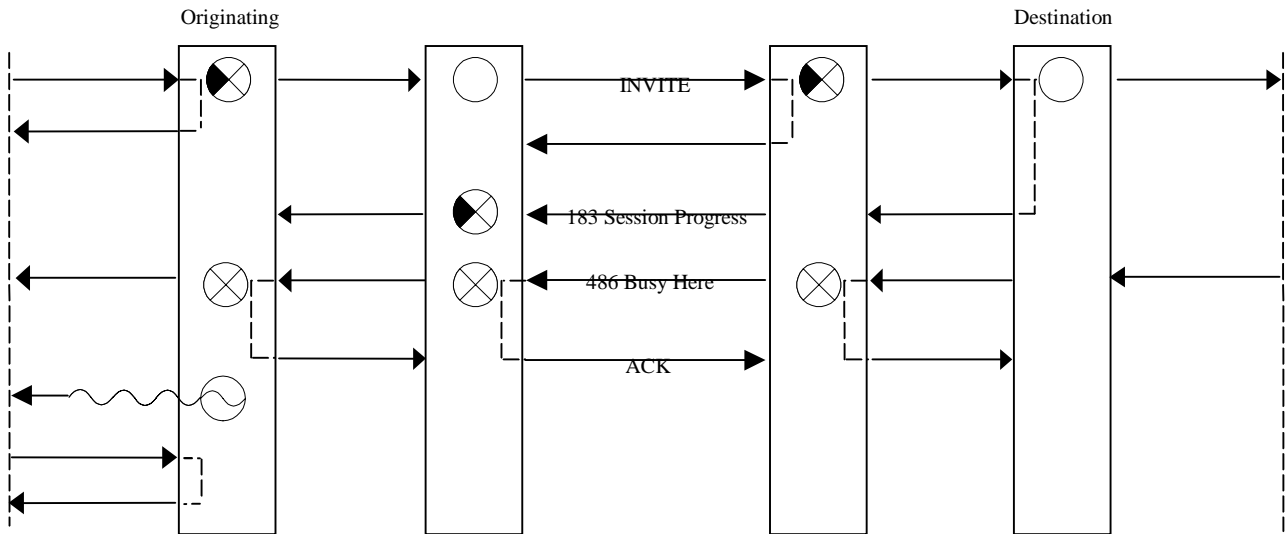 Originating
Destination
INVITE
183 Session Progress
486 Busy Here
ACK